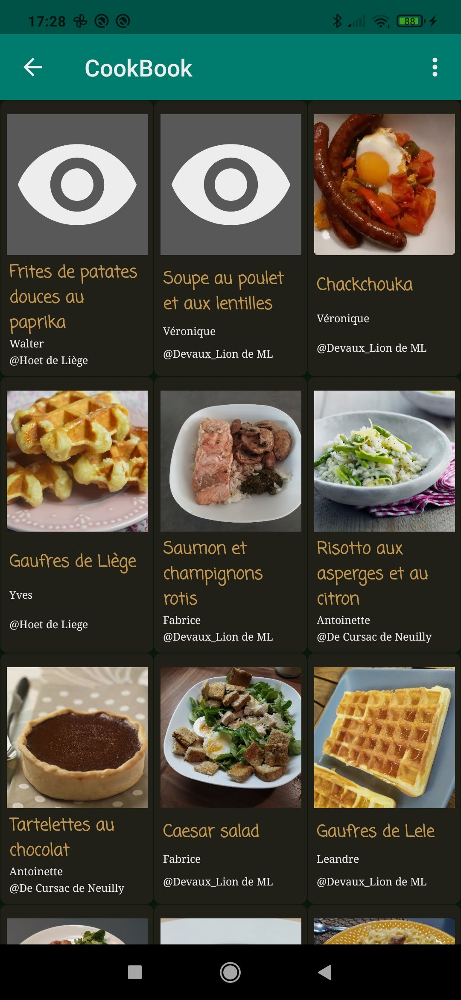 17:28
88
CookBook
Frites de patates
douces au
paprika
Walter
@Hoet de Liège
Soupe au poulet
et aux lentilles
Véronique
@Devaux_Lion de ML
Chackchouka
Véronique
@Devaux_Lion de ML
Gaufres de Liège
Yves
@Hoet de Liege
Saumon et
champignons
rotis
Fabrice
@Devaux_Lion de ML
Risotto aux
asperges et au
citron
Antoinette
@De Cursac de Neuilly
Tartelettes au
chocolat
Antoinette
@De Cursac de Neuilly
Caesar salad
Fabrice
@Devaux_Lion de ML
Gaufres de Lele
Leandre
@Devaux_Lion de ML